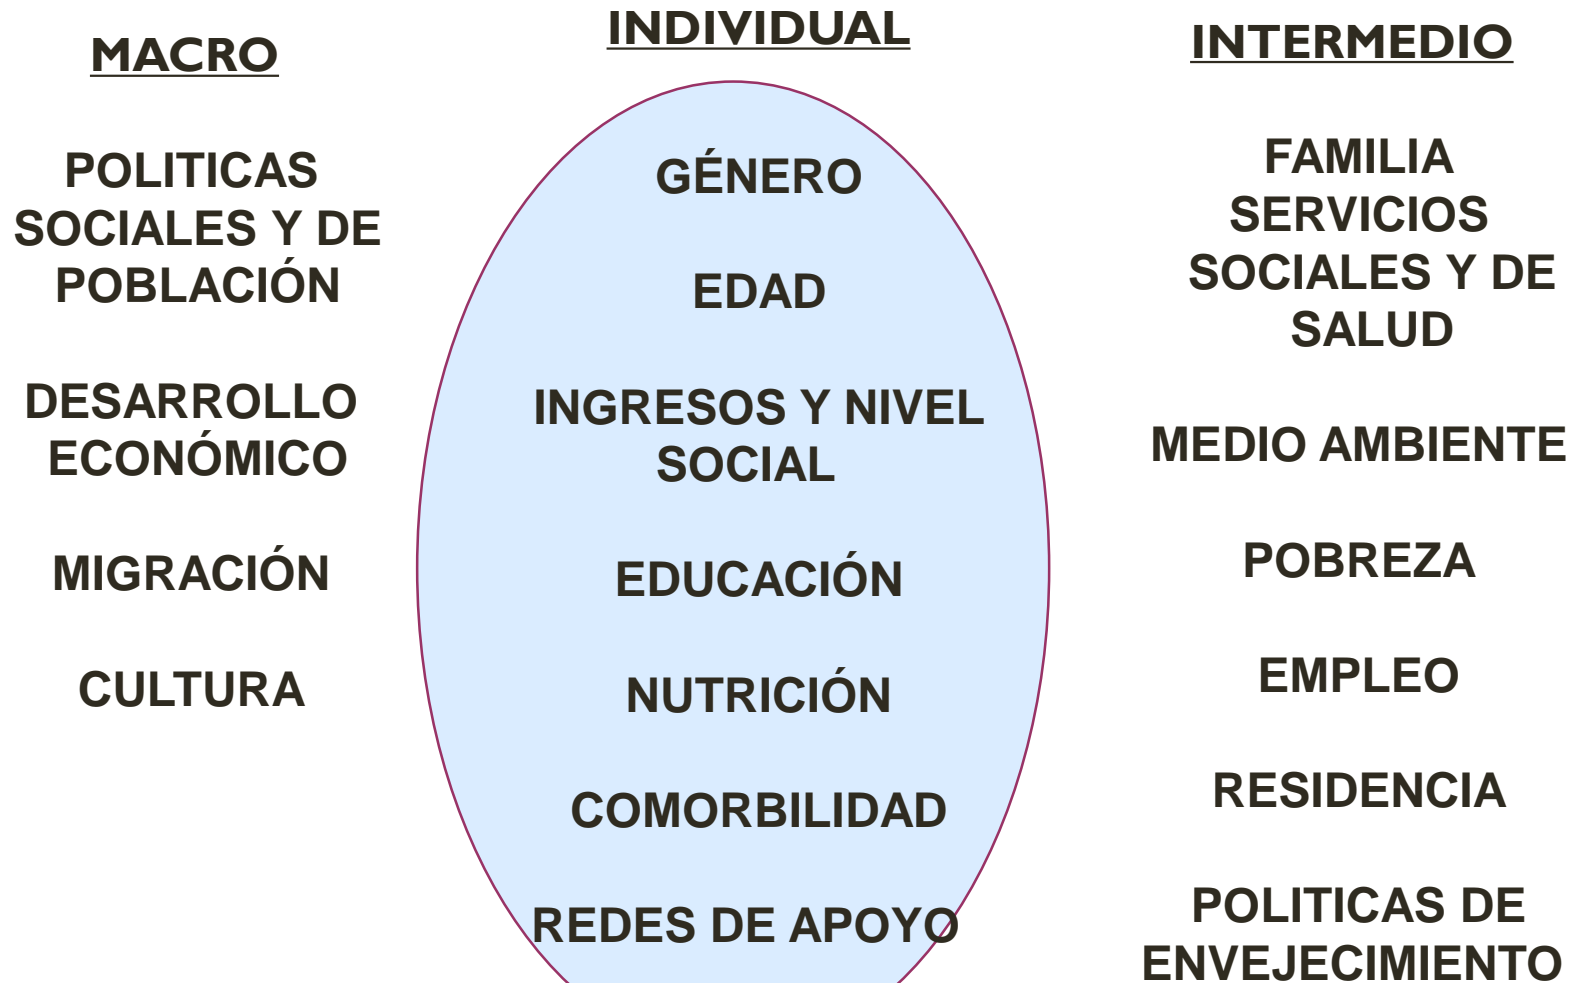 MACRO
POLITICAS
SOCIALES Y DE
POBLACIÓN
DESARROLLO
ECONÓMICO
MIGRACIÓN
CULTURA
INDIVIDUAL
GÉNERO
EDAD
INGRESOS Y NIVEL
SOCIAL
EDUCACIÓN
NUTRICIÓN
COMORBILIDAD
REDES DE APOYO
INTERMEDIO
FAMILIA
SERVICIOS
SOCIALES Y DE
SALUD
MEDIO AMBIENTE
POBREZA
EMPLEO
RESIDENCIA
POLITICAS DE
ENVEJECIMIENTO